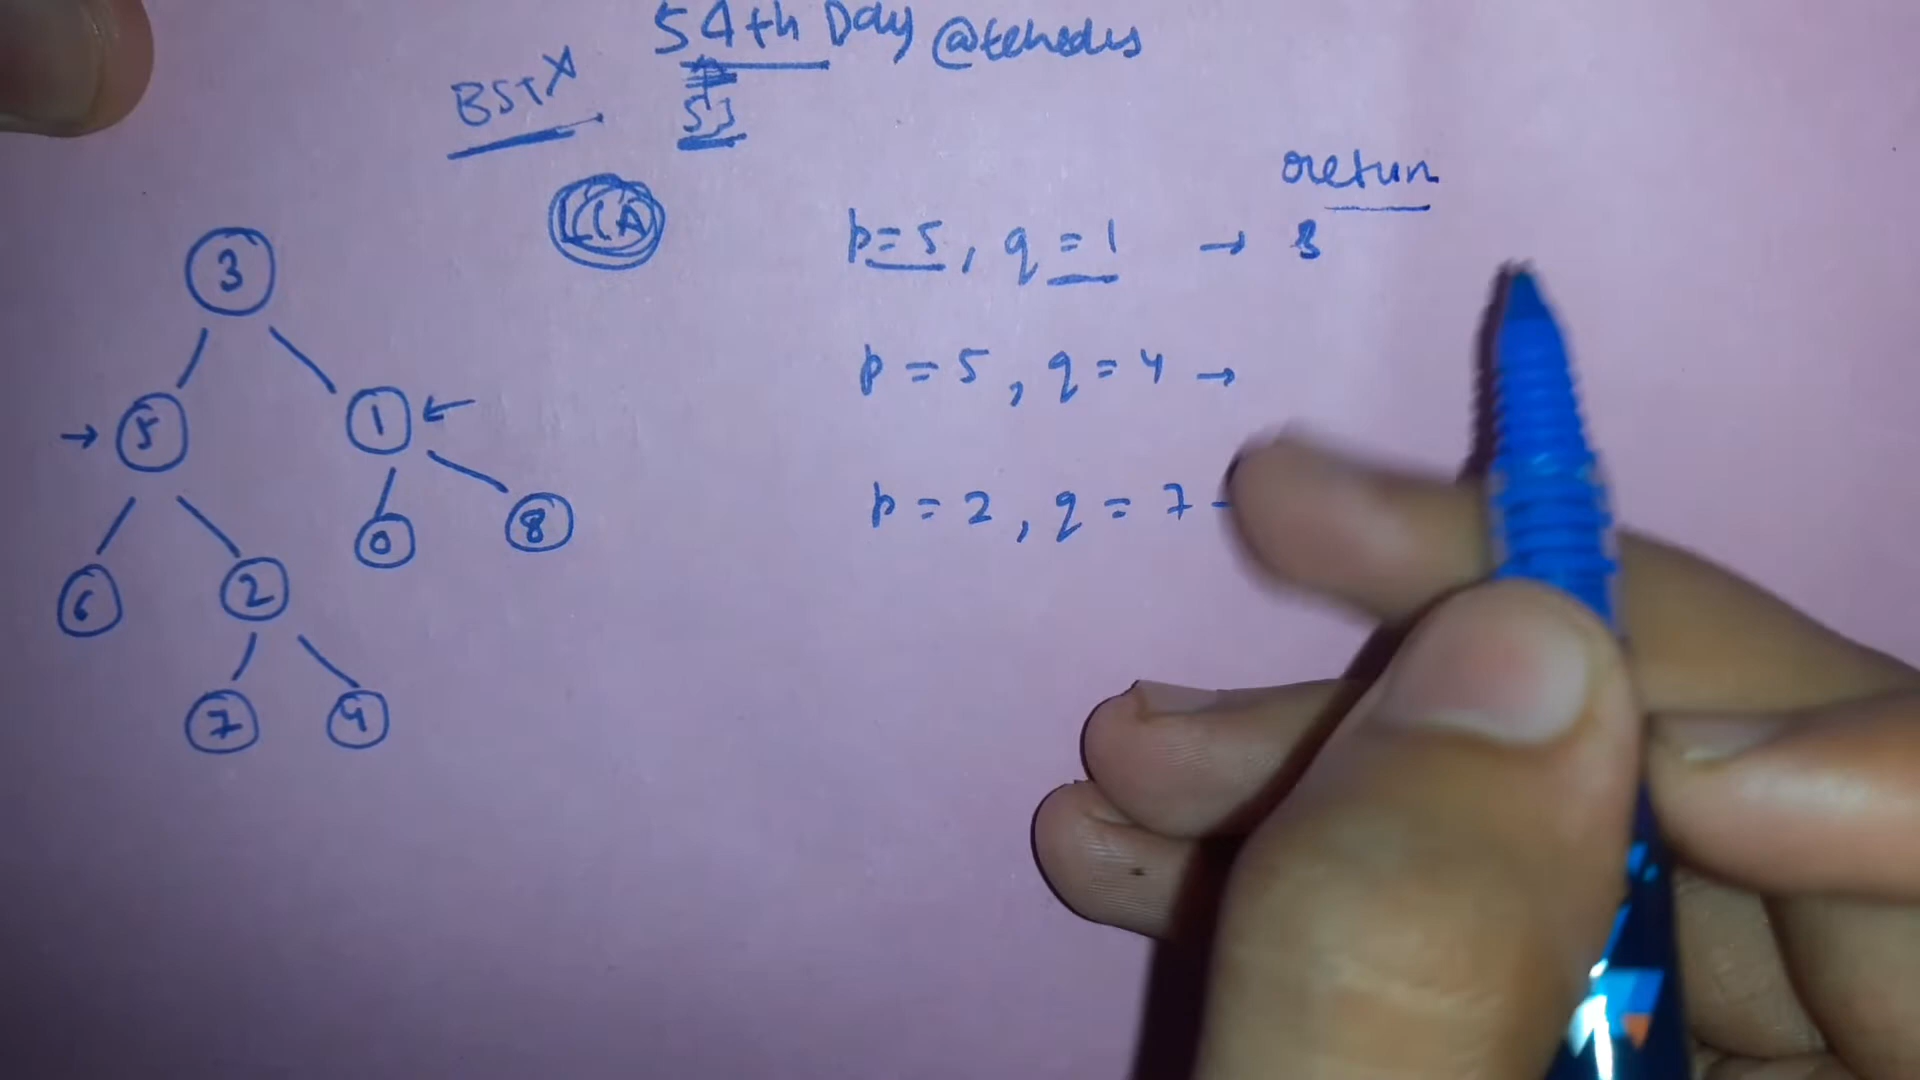 54th Day
BST X
53
LCA
return
p=5, q=1 → 3
p=5, q=4 →
p=2, q=7 -
3
→ 5 1 ←
6 2 0 8
7 4